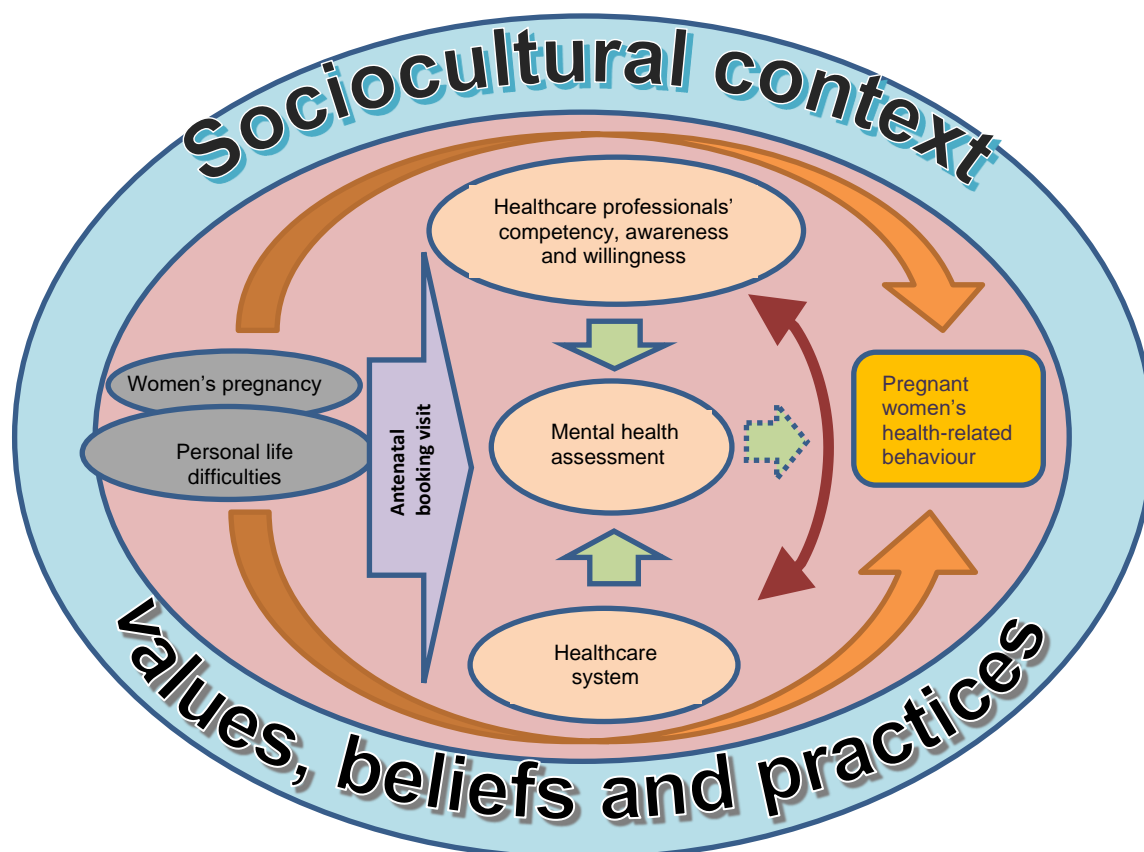 Sociocultural context
Healthcare professionals’
competency, awareness
and willingness
Women’s pregnancy
Personal life
difficulties
Antenatal
booking visit
Mental health
assessment
Pregnant
women’s
health-related
behaviour
Healthcare
system
values, beliefs and practices